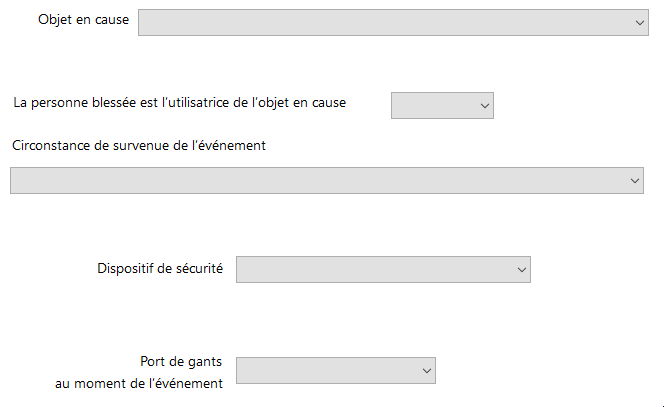 Objet en cause
La personne blessée est l'utilisatrice de l'objet en cause
Circonstance de survenue de l'événement
Dispositif de sécurité
Port de gants
au moment de l'événement